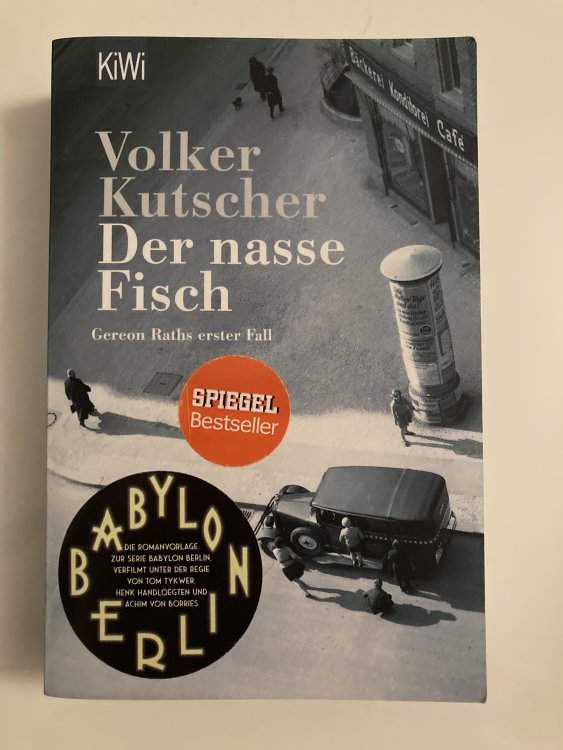 KiWi
Bäckerei Konditorei Café
Volker
Kutscher
Der nasse
Fisch
Gereon Raths erster Fall
SPIEGEL
Bestseller
BABYLON
BERLIN
DIE ROMANVORLAGE
ZUR SERIE BABYLON BERLIN,
VERFILMT UNTER DER REGIE
VON TOM TYKWER,
HENK HANDLOEGTEN UND
ACHIM VON BORRIES